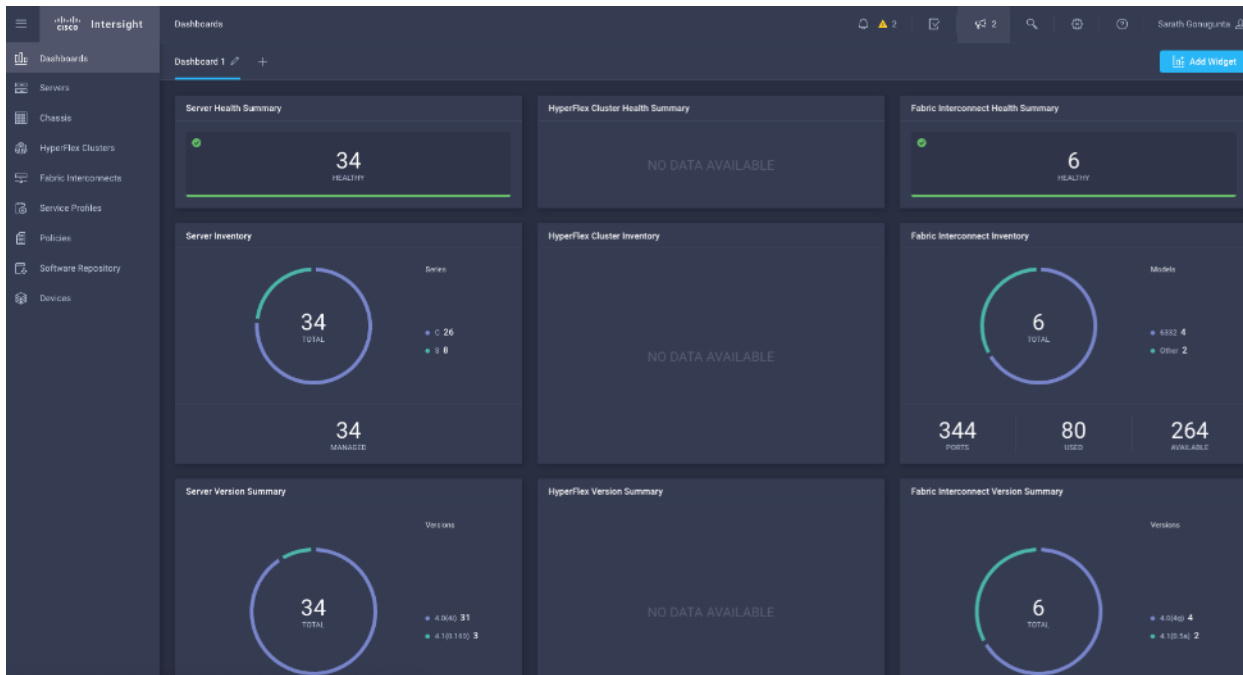 CISCO Intersight
Dashboards
2
2
Sarath Gonugunta
Dashboards
Servers
Chassis
HyperFlex Clusters
Fabric Interconnects
Service Profiles
Policies
Software Repository
Devices
Dashboard 1
+
Add Widget
Server Health Summary
34
HEALTHY
HyperFlex Cluster Health Summary
NO DATA AVAILABLE
Fabric Interconnect Health Summary
6
HEALTHY
Server Inventory
34
TOTAL
Series
C 26
S 8
34
MANAGED
HyperFlex Cluster Inventory
NO DATA AVAILABLE
Fabric Interconnect Inventory
6
TOTAL
Models
6332 4
Other 2
344
PORTS
80
USED
264
AVAILABLE
Server Version Summary
34
TOTAL
Versions
31
3
HyperFlex Version Summary
NO DATA AVAILABLE
Fabric Interconnect Version Summary
6
TOTAL
Versions
4.0(4g) 4
4.1(0.5a) 2